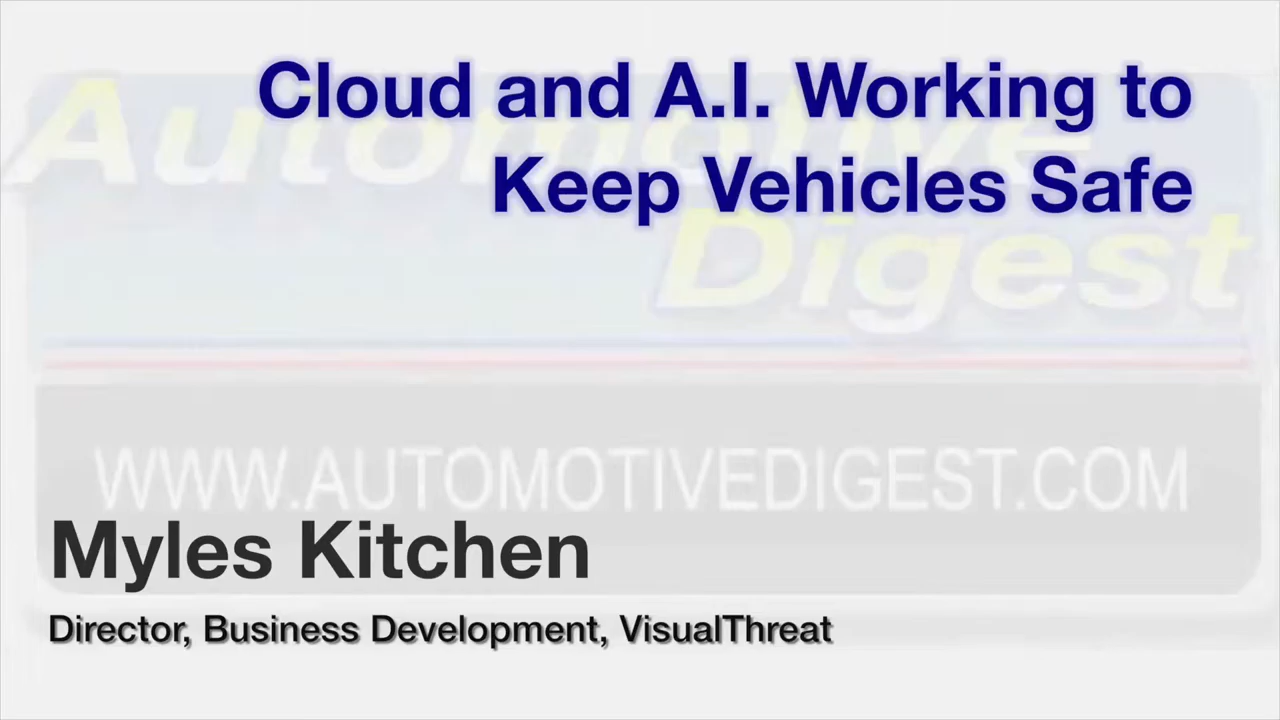 Cloud and A.I. Working to
Keep Vehicles Safe
Automotive
Digest
WWW.AUTOMOTIVEDIGEST.COM
Myles Kitchen
Director, Business Development, VisualThreat